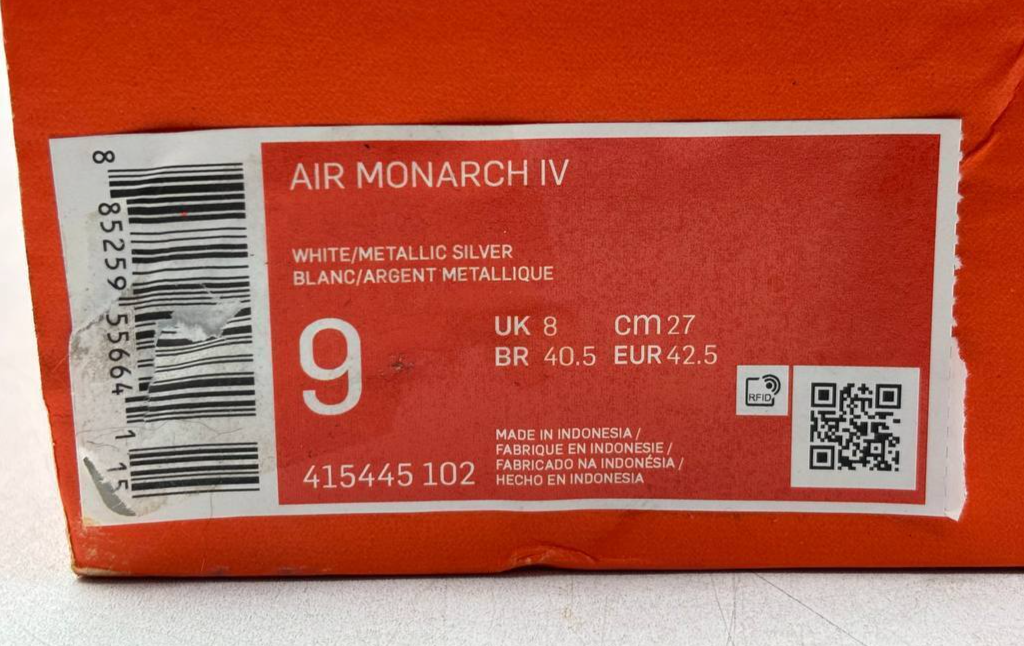 8 85259 55664 1 15
AIR MONARCH IV
WHITE/METALLIC SILVER
BLANC/ARGENT METALLIQUE
9
UK 8 cm 27
BR 40.5 EUR 42.5
RFID
415445 102
MADE IN INDONESIA /
FABRIQUE EN INDONESIE /
FABRICADO NA INDONÉSIA /
HECHO EN INDONESIA